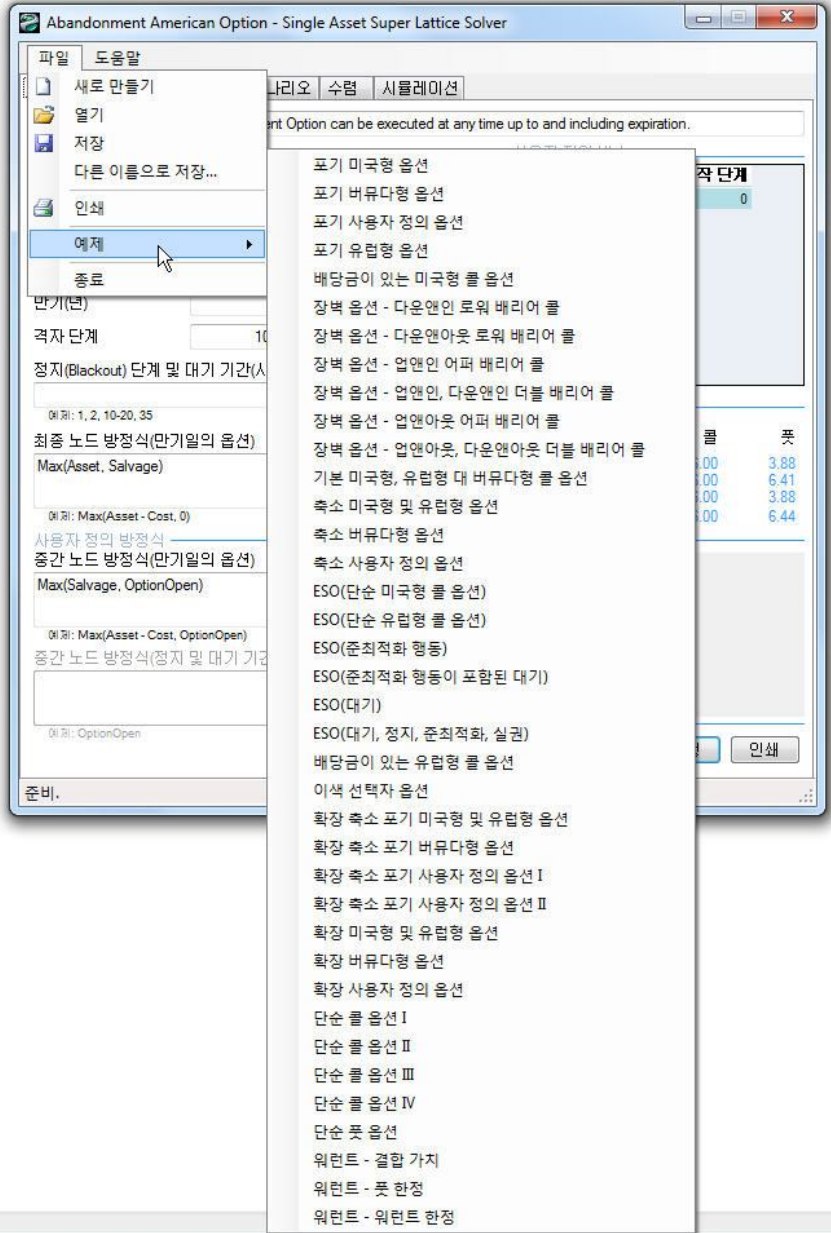 Abandonment American Option - Single Asset Super Lattice Solver
파일 도움말
새로 만들기
열기
저장
다른 이름으로 저장...
인쇄
예제
종료
나리오 수렴 시뮬레이션
ent Option can be executed at any time up to and including expiration.
작 단계
0
만기(년)
격자 단계 10
정지(Blackout) 단계 및 대기 기간(시
예제: 1, 2, 10-20, 35
최종 노드 방정식(만기일의 옵션)
Max(Asset, Salvage)
예제: Max(Asset - Cost, 0)
사용자 정의 방정식
중간 노드 방정식(만기일의 옵션)
Max(Salvage, OptionOpen)
예제: Max(Asset - Cost, OptionOpen)
중간 노드 방정식(정지 및 대기 기간
예제: OptionOpen
준비.
포기 미국형 옵션
포기 버뮤다형 옵션
포기 사용자 정의 옵션
포기 유럽형 옵션
배당금이 있는 미국형 콜 옵션
장벽 옵션 - 다운앤인 로워 배리어 콜
장벽 옵션 - 다운앤아웃 로워 배리어 콜
장벽 옵션 - 업앤인 어퍼 배리어 콜
장벽 옵션 - 업앤인, 다운앤인 더블 배리어 콜
장벽 옵션 - 업앤아웃 어퍼 배리어 콜
장벽 옵션 - 업앤아웃, 다운앤아웃 더블 배리어 콜
기본 미국형, 유럽형 대 버뮤다형 콜 옵션
축소 미국형 및 유럽형 옵션
축소 버뮤다형 옵션
축소 사용자 정의 옵션
ESO(단순 미국형 콜 옵션)
ESO(단순 유럽형 콜 옵션)
ESO(준최적화 행동)
ESO(준최적화 행동이 포함된 대기)
ESO(대기)
ESO(대기, 정지, 준최적화, 실권)
배당금이 있는 유럽형 콜 옵션
이색 선택자 옵션
확장 축소 포기 미국형 및 유럽형 옵션
확장 축소 포기 버뮤다형 옵션
확장 축소 포기 사용자 정의 옵션 I
확장 축소 포기 사용자 정의 옵션 II
확장 미국형 및 유럽형 옵션
확장 버뮤다형 옵션
확장 사용자 정의 옵션
단순 콜 옵션 I
단순 콜 옵션 II
단순 콜 옵션 III
단순 콜 옵션 IV
단순 풋 옵션
워런트 - 결합 가치
워런트 - 풋 한정
워런트 - 워런트 한정
콜 풋
.00 3.88
.00 6.41
.00 3.88
.00 6.44
인쇄